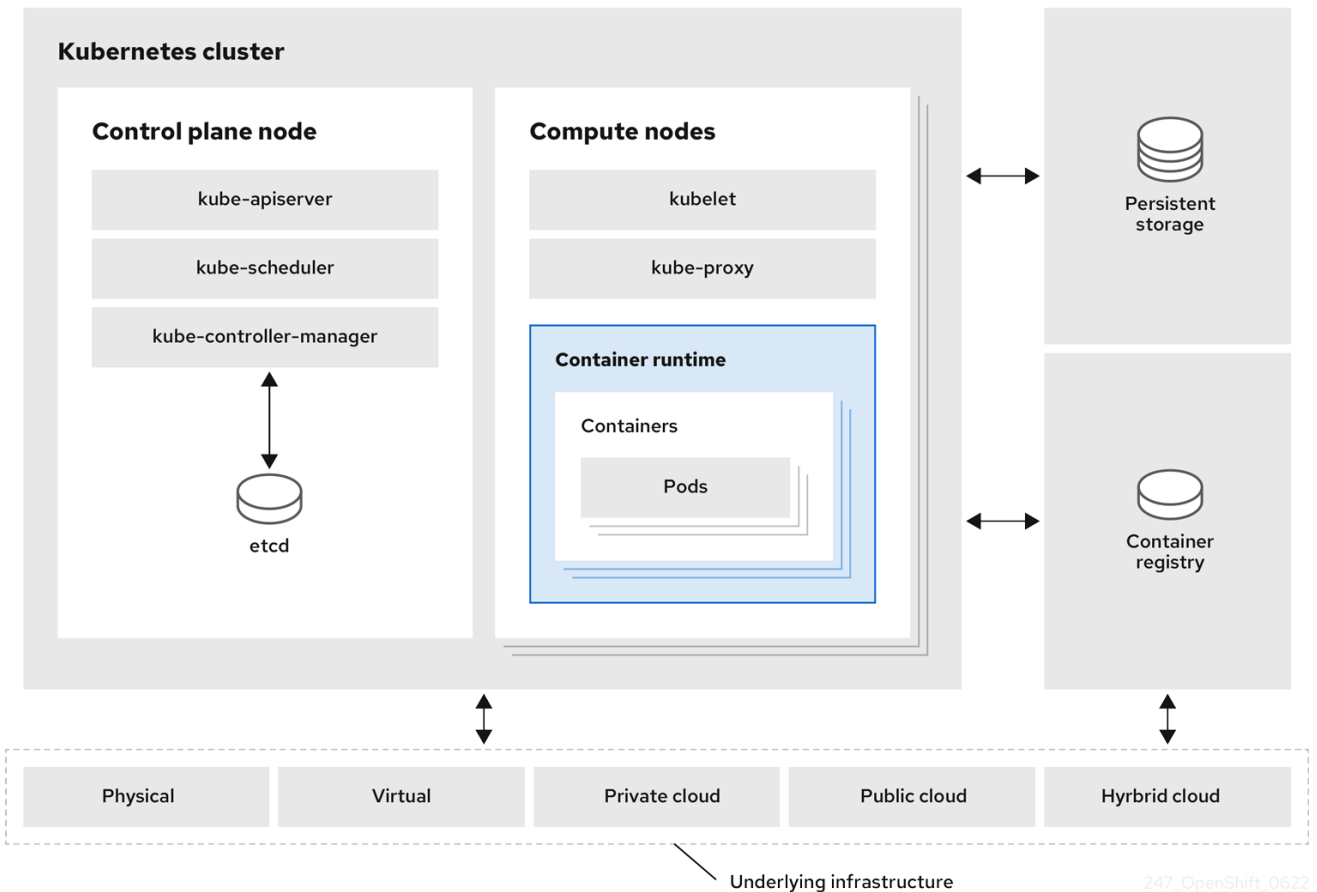 Kubernetes cluster
Control plane node
kube-apiserver
kube-scheduler
kube-controller-manager
etcd
Compute nodes
kubelet
kube-proxy
Container runtime
Containers
Pods
Persistent
storage
Container
registry
Physical
Virtual
Private cloud
Public cloud
Hyrbrid cloud
Underlying infrastructure
247_OpenShift_0622